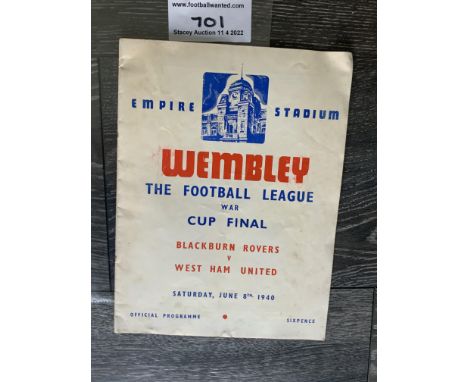 www.footballwanted.com
701
Stacey Auction 11 4 2022
EMPIRE STADIUM
WEMBLEY
THE FOOTBALL LEAGUE
WAR
CUP FINAL
BLACKBURN ROVERS
V
WEST HAM UNITED
SATURDAY, JUNE 8TH, 1940
OFFICIAL PROGRAMME SIXPENCE